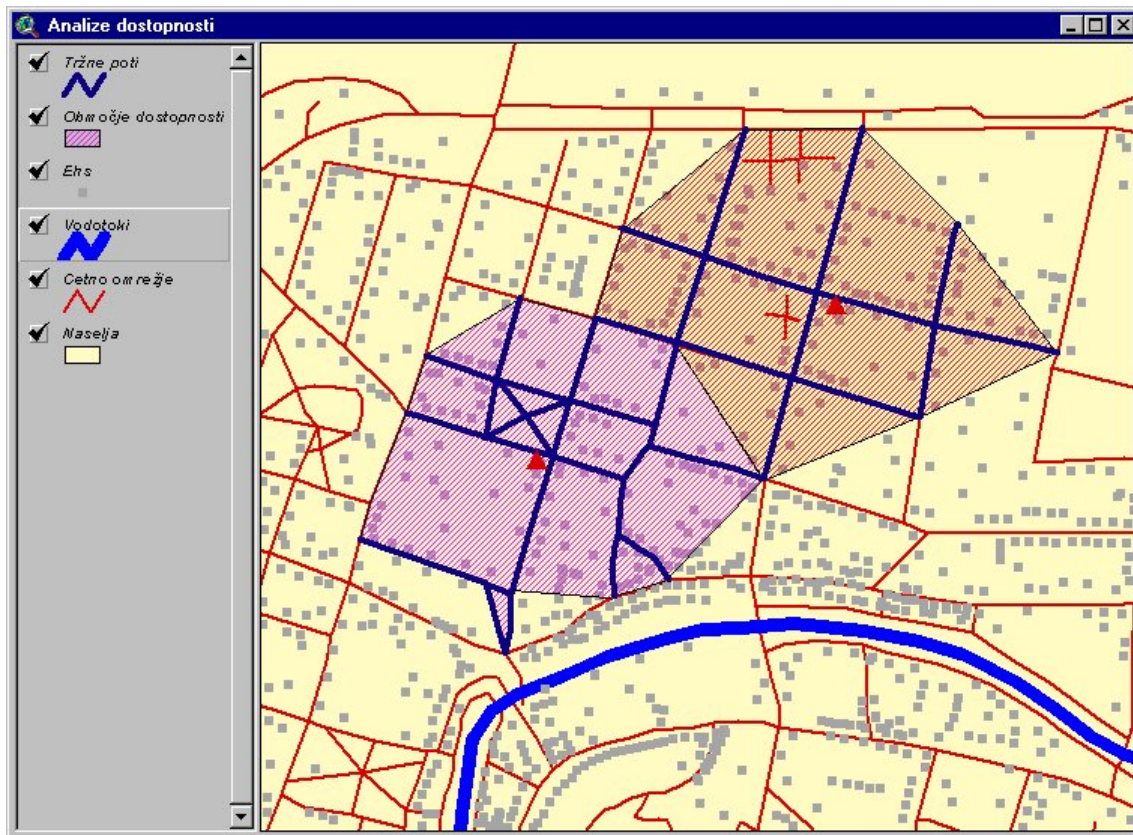 Analize dostopnosti
Tržne poti
Območje dostopnosti
Ehs
Vodotoki
Cetno omrežje
Naselja